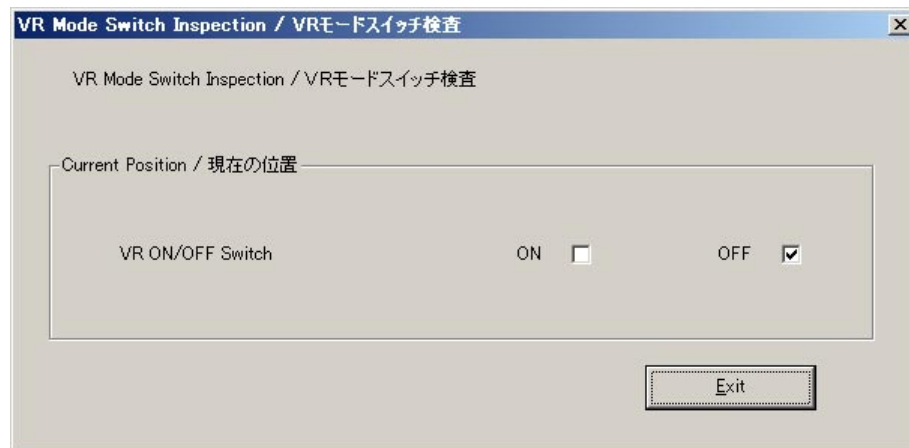 VR Mode Switch Inspection / VRモードスイッチ検査
VR Mode Switch Inspection / VRモードスイッチ検査
Current Position / 現在の位置
VR ON/OFF Switch ON OFF
Exit